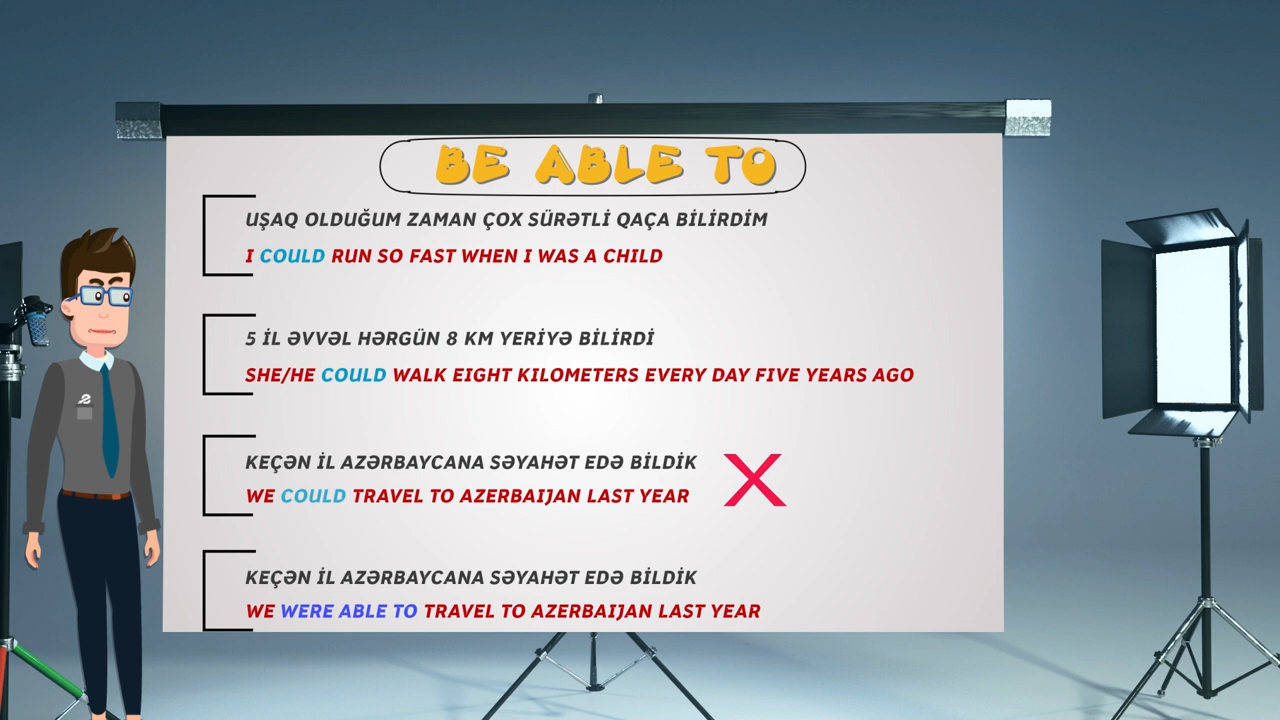 BE ABLE TO
UŞAQ OLDUĞUM ZAMAN ÇOX SÜRƏTLİ QAÇA BİLİRDİM
I COULD RUN SO FAST WHEN I WAS A CHILD
5 İL ƏVVƏL HƏRGÜN 8 KM YERİYƏ BİLİRDİ
SHE/HE COULD WALK EIGHT KILOMETERS EVERY DAY FIVE YEARS AGO
KEÇƏN İL AZƏRBAYCANA SƏYAHƏT EDƏ BİLDİK
WE COULD TRAVEL TO AZERBAIJAN LAST YEAR
KEÇƏN İL AZƏRBAYCANA SƏYAHƏT EDƏ BİLDİK
WE WERE ABLE TO TRAVEL TO AZERBAIJAN LAST YEAR